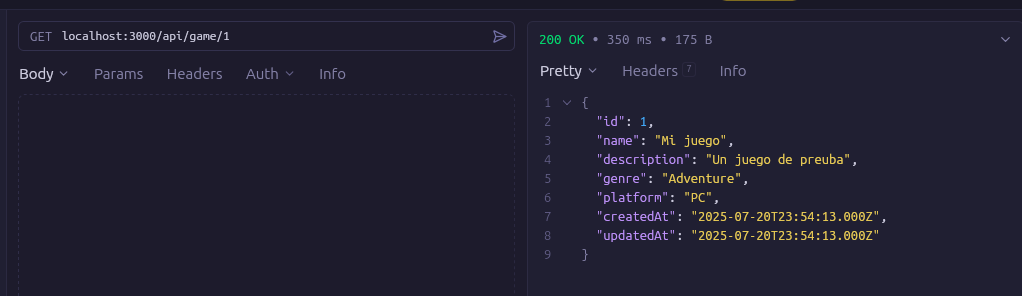 GET localhost:3000/api/game/1
Body Params Headers Auth Info
200 OK • 350 ms • 175 B
Pretty Headers 7 Info
1 {
2 "id": 1,
3 "name": "Mi juego",
4 "description": "Un juego de preuba",
5 "genre": "Adventure",
6 "platform": "PC",
7 "createdAt": "2025-07-20T23:54:13.000Z",
8 "updatedAt": "2025-07-20T23:54:13.000Z"
9 }